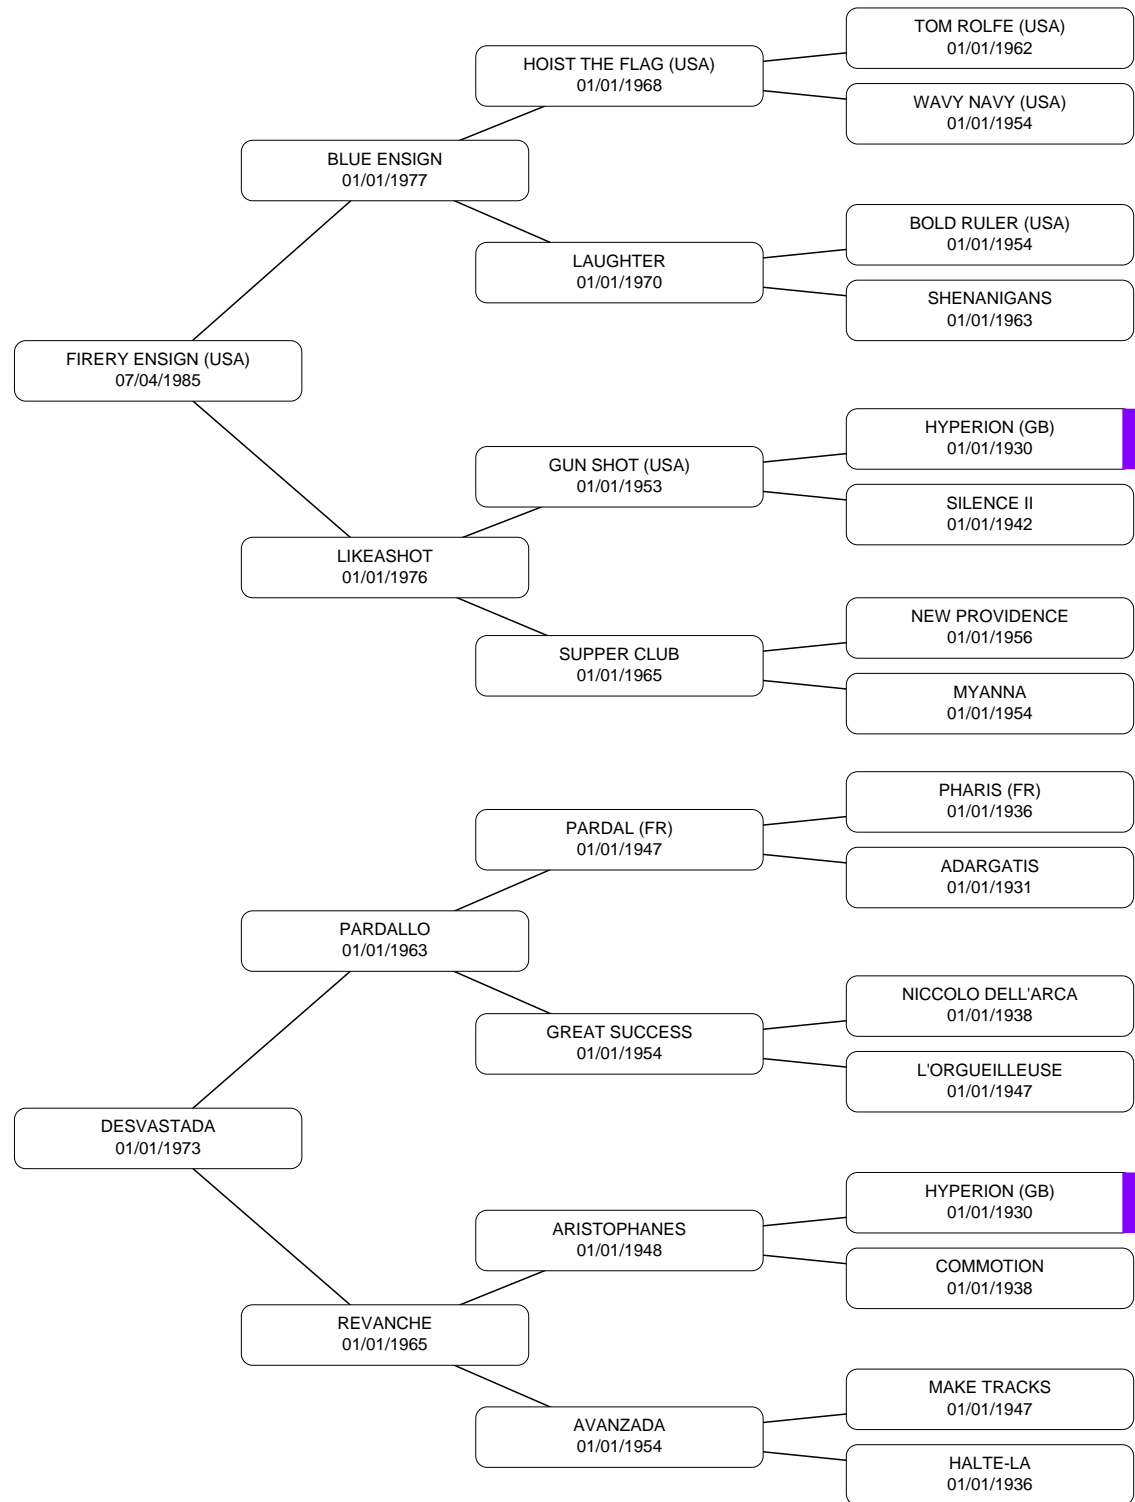 TOM ROLFE (USA)
01/01/1962
HOIST THE FLAG (USA)
01/01/1968
WAVY NAVY (USA)
01/01/1954
BLUE ENSIGN
01/01/1977
BOLD RULER (USA)
01/01/1954
LAUGHTER
01/01/1970
SHENANIGANS
01/01/1963
FIRERY ENSIGN (USA)
07/04/1985
HYPERION (GB)
01/01/1930
GUN SHOT (USA)
01/01/1953
SILENCE II
01/01/1942
LIKEASHOT
01/01/1976
NEW PROVIDENCE
01/01/1956
SUPPER CLUB
01/01/1965
MYANNA
01/01/1954
PHARIS (FR)
01/01/1936
PARDAL (FR)
01/01/1947
ADARGATIS
01/01/1931
PARDALLO
01/01/1963
NICCOLO DELL'ARCA
01/01/1938
GREAT SUCCESS
01/01/1954
L'ORGUEILLEUSE
01/01/1947
DESVASTADA
01/01/1973
HYPERION (GB)
01/01/1930
ARISTOPHANES
01/01/1948
COMMOTION
01/01/1938
REVANCHE
01/01/1965
MAKE TRACKS
01/01/1947
AVANZADA
01/01/1954
HALTE-LA
01/01/1936